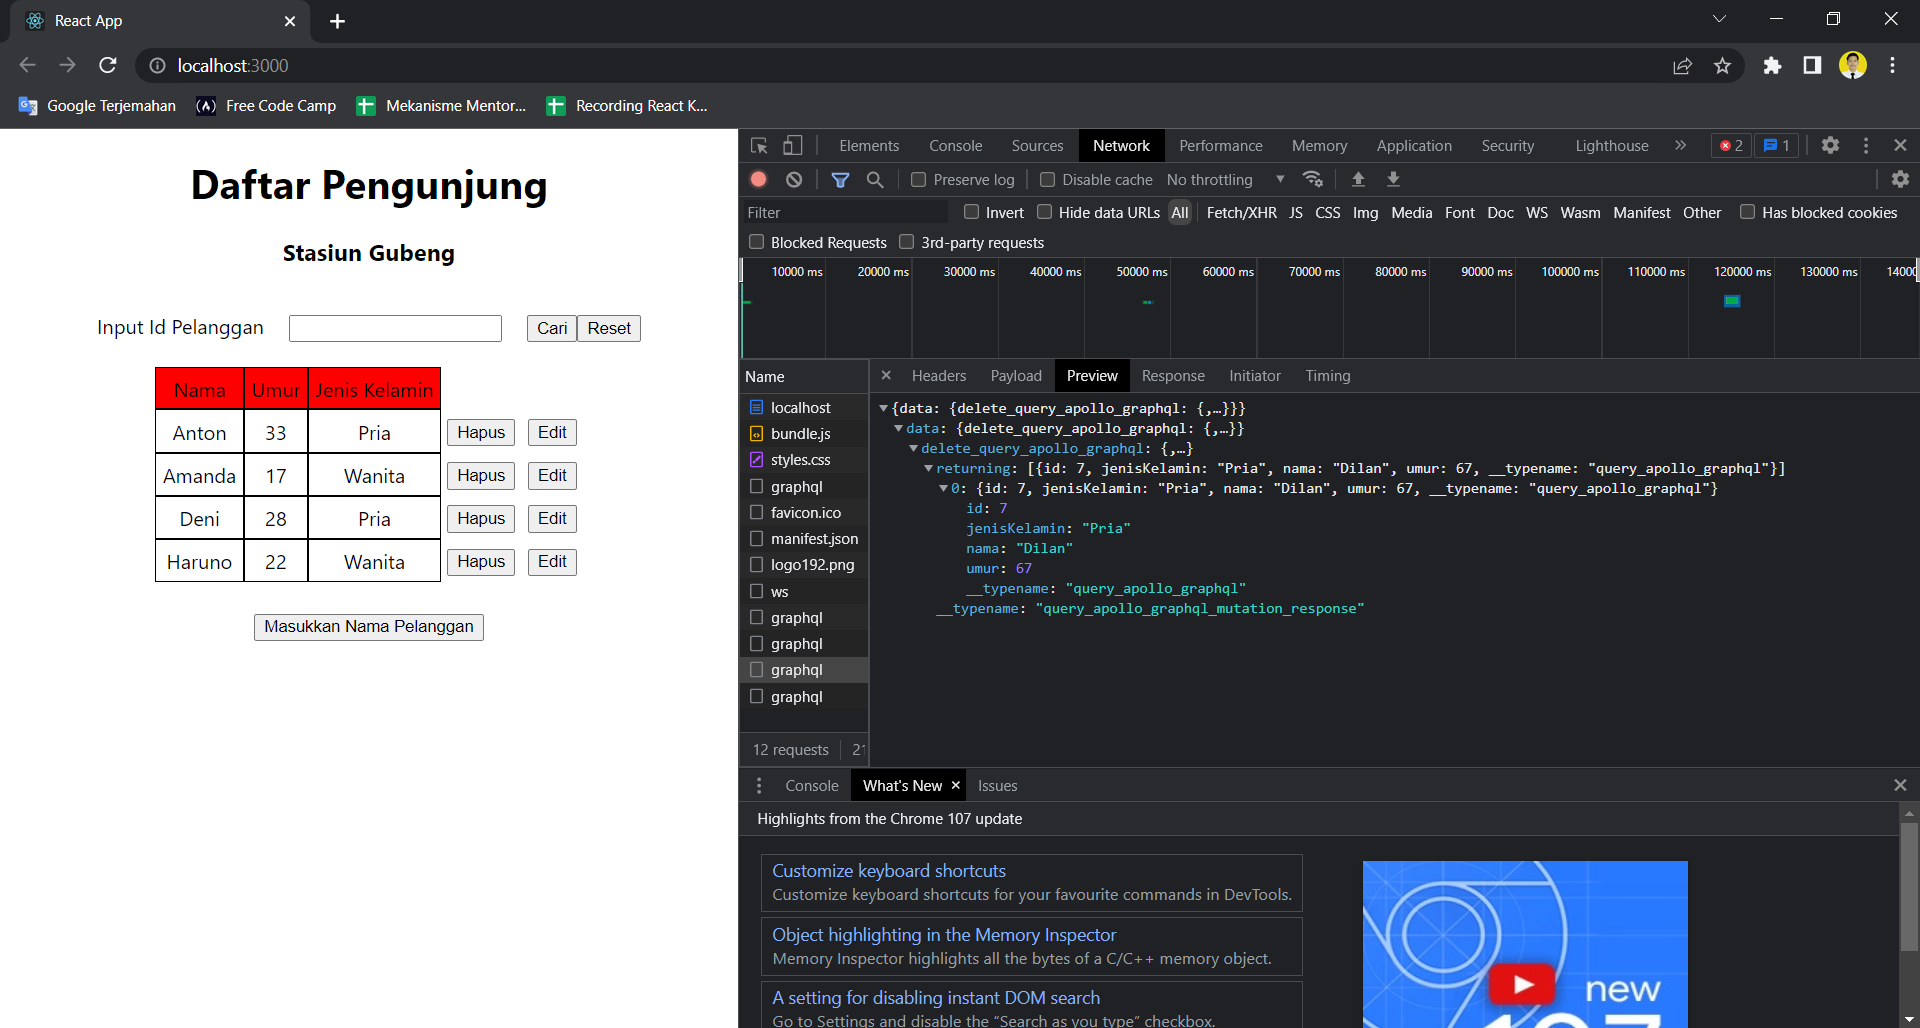 React App
localhost:3000
Google Terjemahan Free Code Camp Mekanisme Mentor... Recording React K...
Daftar Pengunjung
Stasiun Gubeng
Input Id Pelanggan Cari Reset
Nama Umur Jenis Kelamin
Anton 33 Pria Hapus Edit
Amanda 17 Wanita Hapus Edit
Deni 28 Pria Hapus Edit
Haruno 22 Wanita Hapus Edit
Masukkan Nama Pelanggan
Elements Console Sources Network Performance Memory Application Security Lighthouse » 2 1
Preserve log Disable cache No throttling
Filter Invert Hide data URLs All Fetch/XHR JS CSS Img Media Font Doc WS Wasm Manifest Other Has blocked cookies
Blocked Requests 3rd-party requests
10000 ms 20000 ms 30000 ms 40000 ms 50000 ms 60000 ms 70000 ms 80000 ms 90000 ms 100000 ms 110000 ms 120000 ms 130000 ms 1400
Name
localhost
bundle.js
styles.css
graphql
favicon.ico
manifest.json
logo192.png
ws
graphql
graphql
graphql
graphql
12 requests 21
Headers Payload Preview Response Initiator Timing
{data: {delete_query_apollo_graphql: {,…}}}
data: {delete_query_apollo_graphql: {,…}}
delete_query_apollo_graphql: {,…}
returning: [{id: 7, jenisKelamin: "Pria", nama: "Dilan", umur: 67, __typename: "query_apollo_graphql"}]
0: {id: 7, jenisKelamin: "Pria", nama: "Dilan", umur: 67, __typename: "query_apollo_graphql"}
id: 7
jenisKelamin: "Pria"
nama: "Dilan"
umur: 67
__typename: "query_apollo_graphql"
__typename: "query_apollo_graphql_mutation_response"
Console What's New Issues
Highlights from the Chrome 107 update
Customize keyboard shortcuts
Customize keyboard shortcuts for your favourite commands in DevTools.
Object highlighting in the Memory Inspector
Memory Inspector highlights all the bytes of a C/C++ memory object.
A setting for disabling instant DOM search
Go to Settings and disable the “Search as you type” checkbox.
new
107